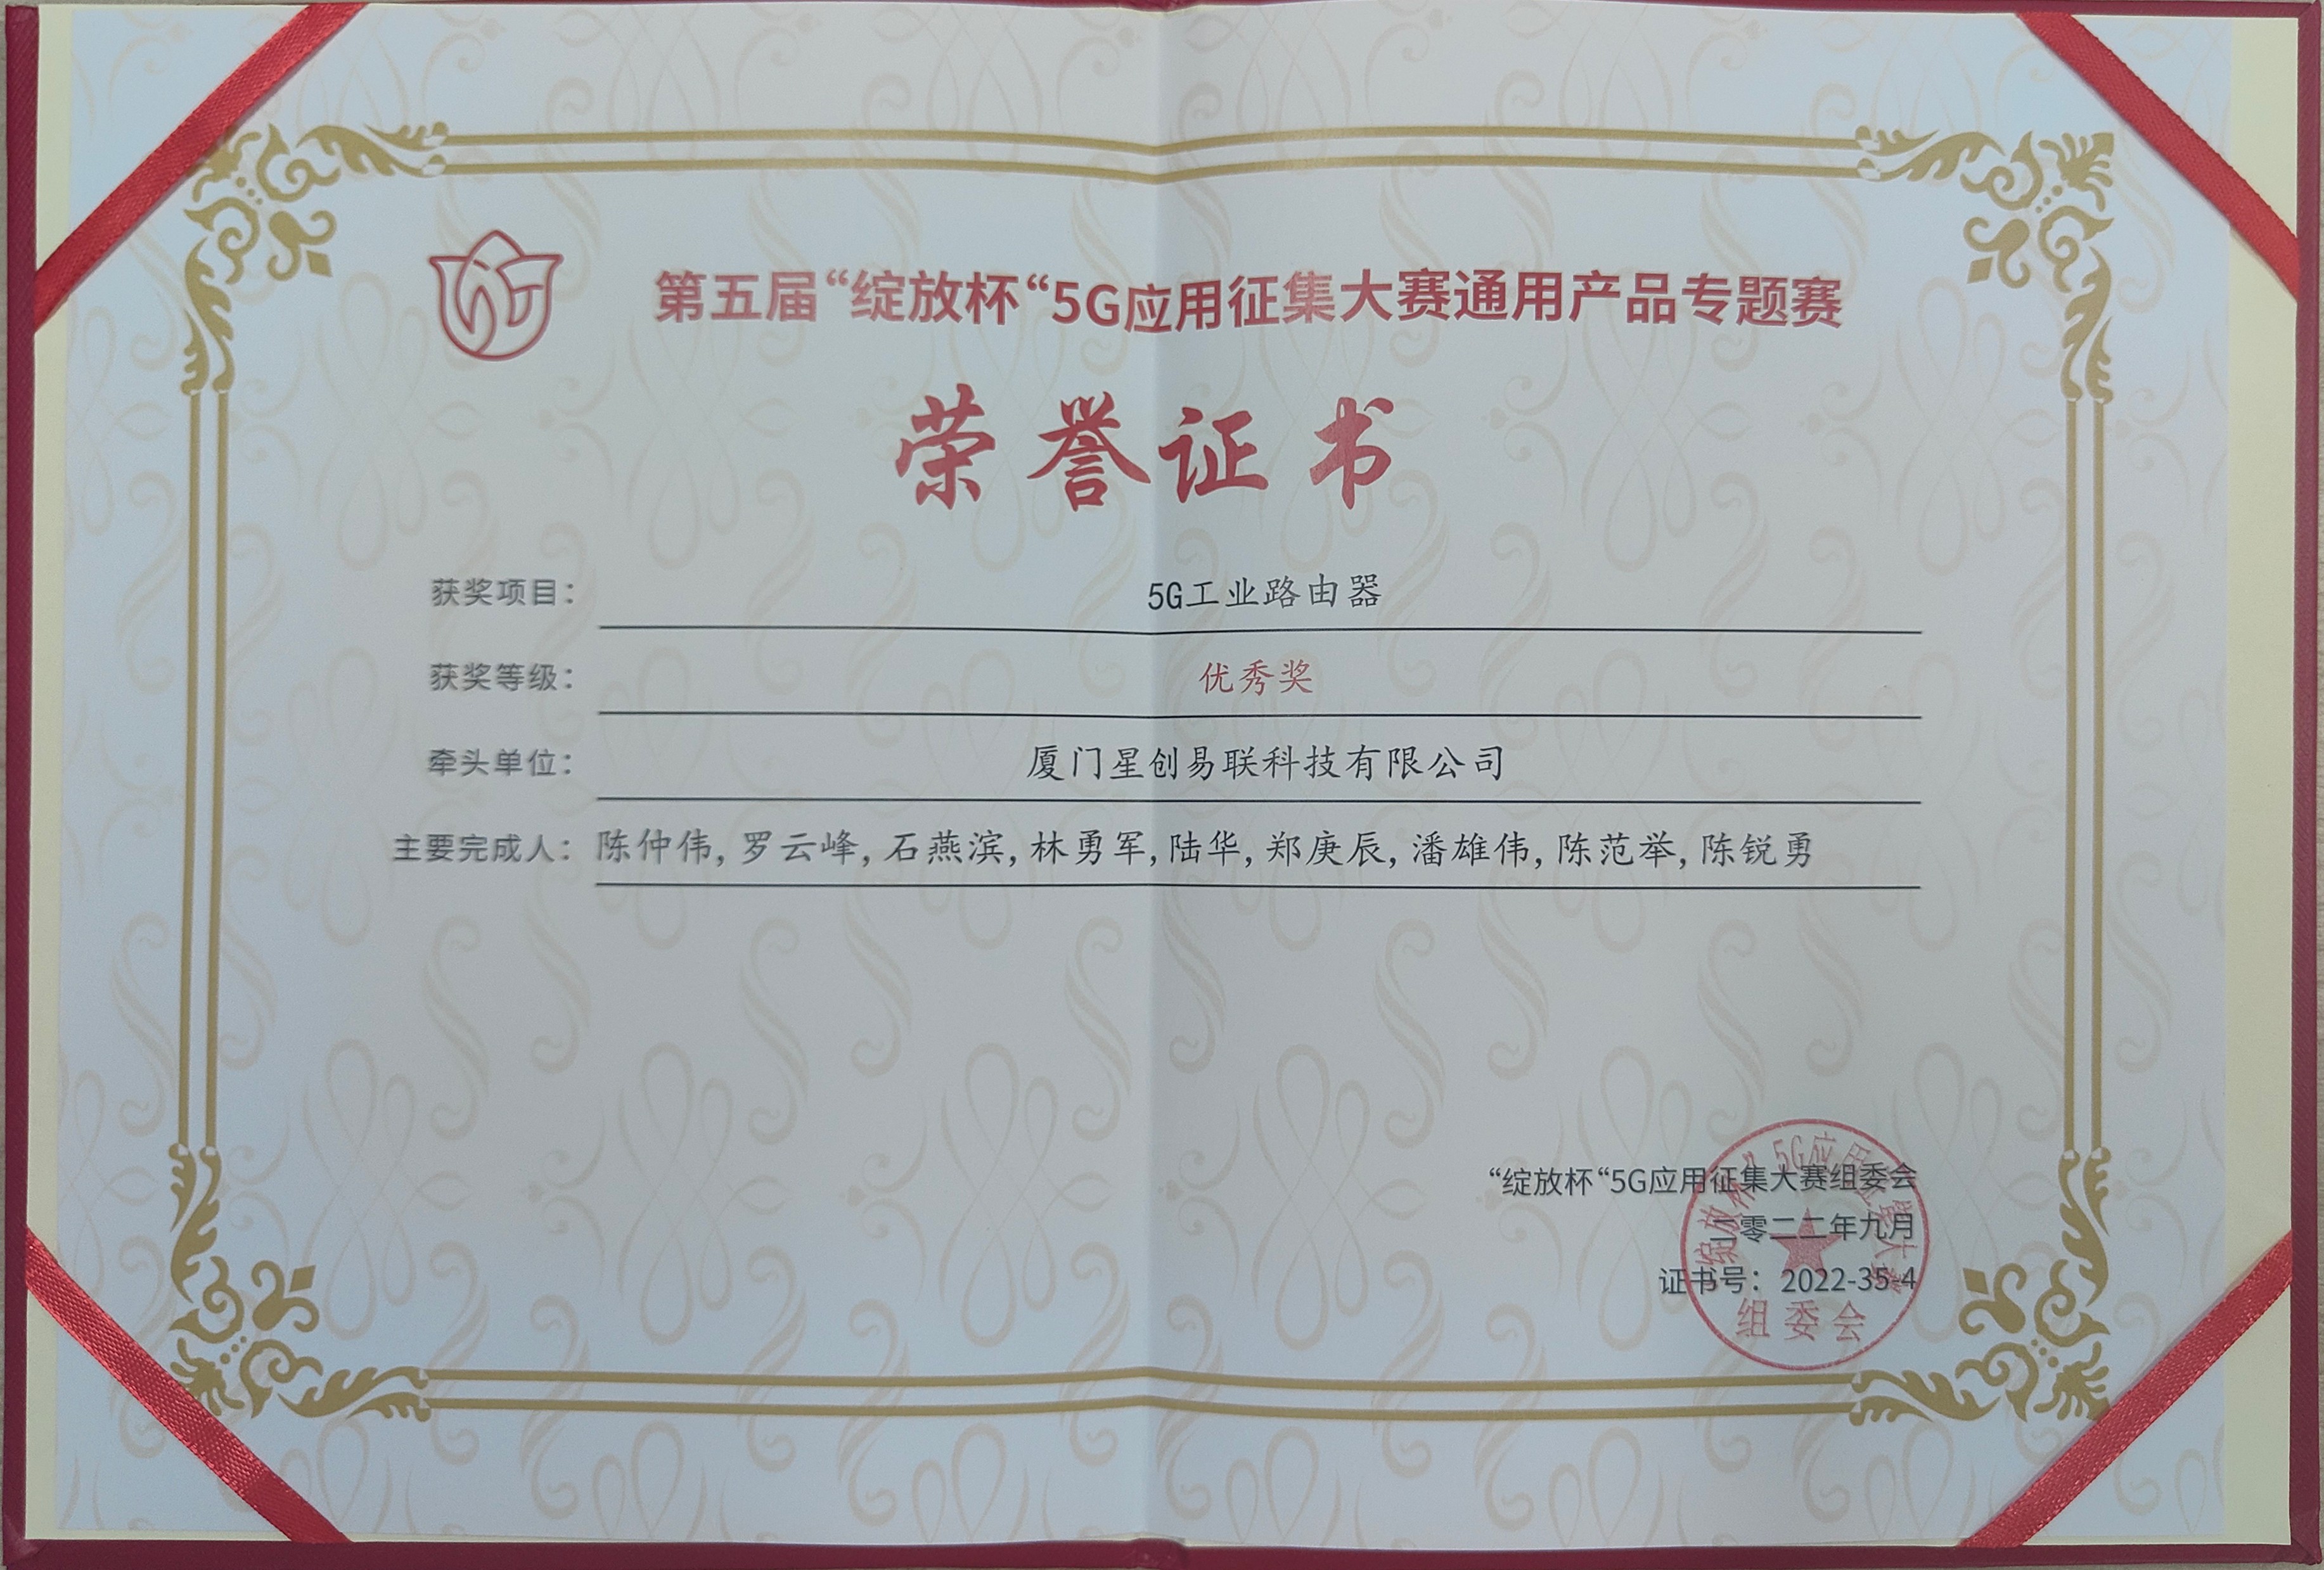 第五届“绽放杯“5G应用征集大赛通用产品专题赛
荣誉证书
获奖项目：5G工业路由器
获奖等级：优秀奖
牵头单位：厦门星创易联科技有限公司
主要完成人：陈仲伟,罗云峰,石燕滨,林勇军,陆华,郑庚辰,潘雄伟,陈范举,陈锐勇
“绽放杯“5G应用征集大赛组委会
二零二二年九月
证书号：2022-35-4
组委会